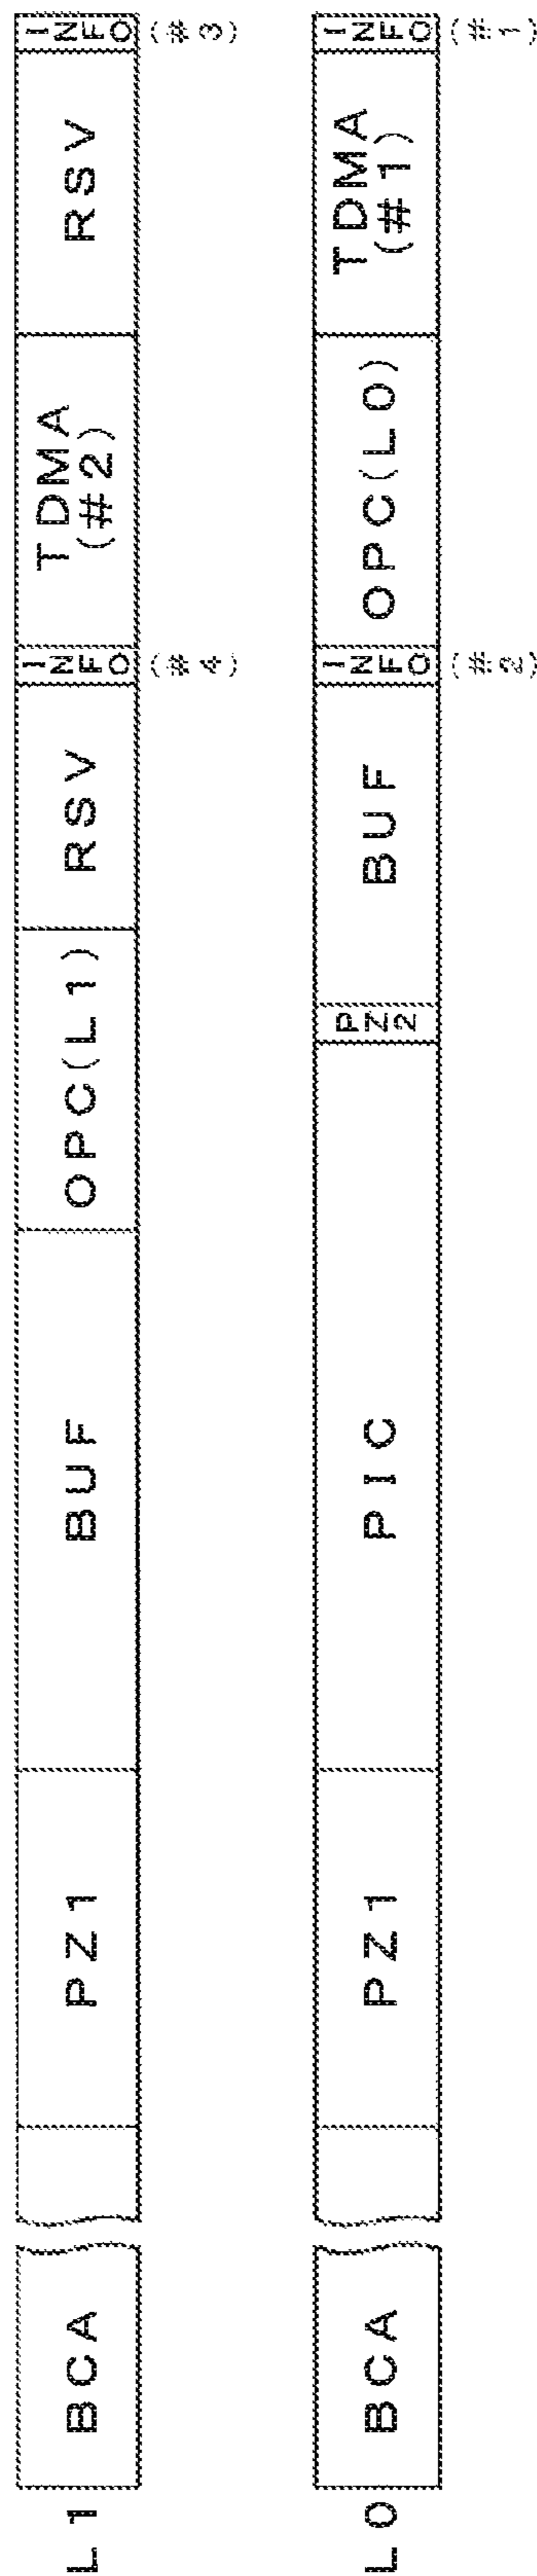 L1
BCA
PZ1
BUF
OPC(L1)
RSV
INFO
(#4)
TDMA
(#2)
RSV
INFO
(#3)
L0
BCA
PZ1
PIC
PZ2
BUF
INFO
(#2)
OPC(L0)
TDMA
(#1)
INFO
(#1)